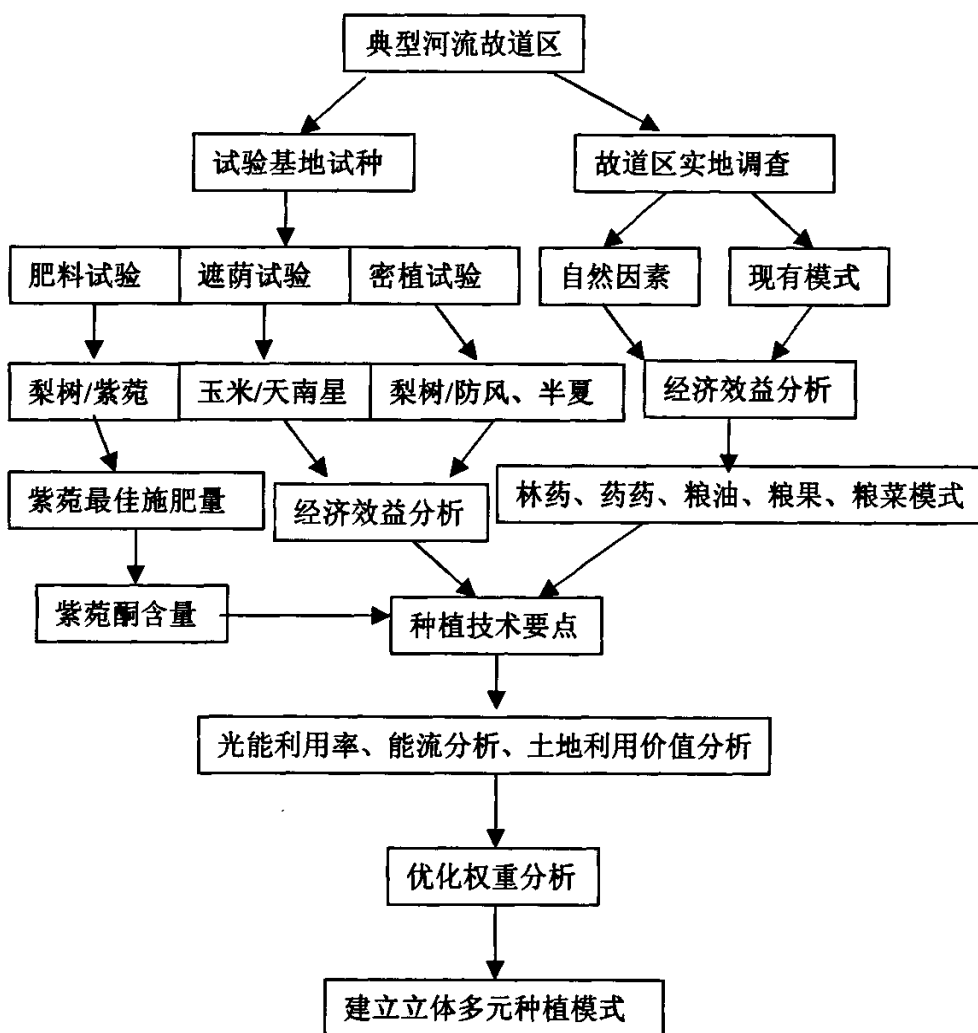 典型河流故道区
试验基地试种
故道区实地调查
肥料试验
遮荫试验
密植试验
自然因素
现有模式
梨树/紫菀
玉米/天南星
梨树/防风、半夏
经济效益分析
紫菀最佳施肥量
经济效益分析
林药、药药、粮油、粮果、粮菜模式
紫菀酮含量
种植技术要点
光能利用率、能流分析、土地利用价值分析
优化权重分析
建立立体多元种植模式